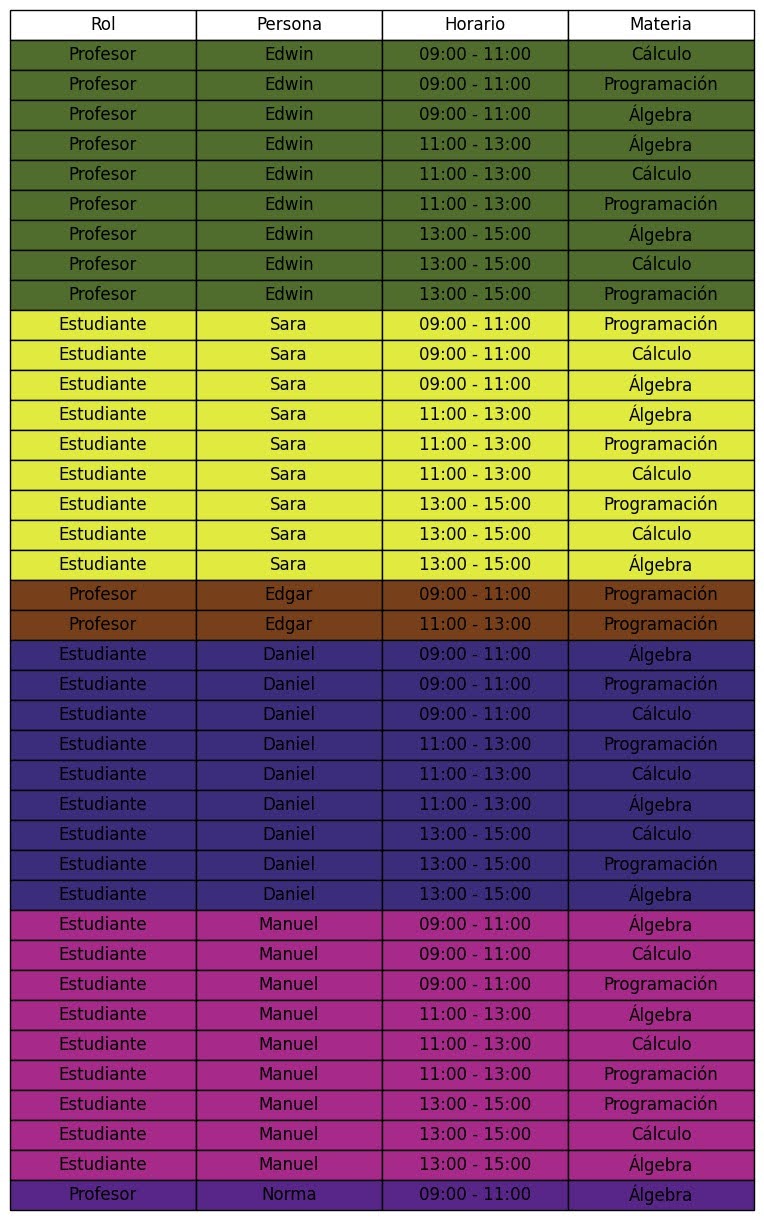 Rol Persona Horario Materia
Profesor Edwin 09:00 - 11:00 Cálculo
Profesor Edwin 09:00 - 11:00 Programación
Profesor Edwin 09:00 - 11:00 Álgebra
Profesor Edwin 11:00 - 13:00 Álgebra
Profesor Edwin 11:00 - 13:00 Cálculo
Profesor Edwin 11:00 - 13:00 Programación
Profesor Edwin 13:00 - 15:00 Álgebra
Profesor Edwin 13:00 - 15:00 Cálculo
Profesor Edwin 13:00 - 15:00 Programación
Estudiante Sara 09:00 - 11:00 Programación
Estudiante Sara 09:00 - 11:00 Cálculo
Estudiante Sara 09:00 - 11:00 Álgebra
Estudiante Sara 11:00 - 13:00 Álgebra
Estudiante Sara 11:00 - 13:00 Programación
Estudiante Sara 11:00 - 13:00 Cálculo
Estudiante Sara 13:00 - 15:00 Programación
Estudiante Sara 13:00 - 15:00 Cálculo
Estudiante Sara 13:00 - 15:00 Álgebra
Profesor Edgar 09:00 - 11:00 Programación
Profesor Edgar 11:00 - 13:00 Programación
Estudiante Daniel 09:00 - 11:00 Álgebra
Estudiante Daniel 09:00 - 11:00 Programación
Estudiante Daniel 09:00 - 11:00 Cálculo
Estudiante Daniel 11:00 - 13:00 Programación
Estudiante Daniel 11:00 - 13:00 Cálculo
Estudiante Daniel 11:00 - 13:00 Álgebra
Estudiante Daniel 13:00 - 15:00 Cálculo
Estudiante Daniel 13:00 - 15:00 Programación
Estudiante Daniel 13:00 - 15:00 Álgebra
Estudiante Manuel 09:00 - 11:00 Álgebra
Estudiante Manuel 09:00 - 11:00 Cálculo
Estudiante Manuel 09:00 - 11:00 Programación
Estudiante Manuel 11:00 - 13:00 Álgebra
Estudiante Manuel 11:00 - 13:00 Cálculo
Estudiante Manuel 11:00 - 13:00 Programación
Estudiante Manuel 13:00 - 15:00 Programación
Estudiante Manuel 13:00 - 15:00 Cálculo
Estudiante Manuel 13:00 - 15:00 Álgebra
Profesor Norma 09:00 - 11:00 Álgebra